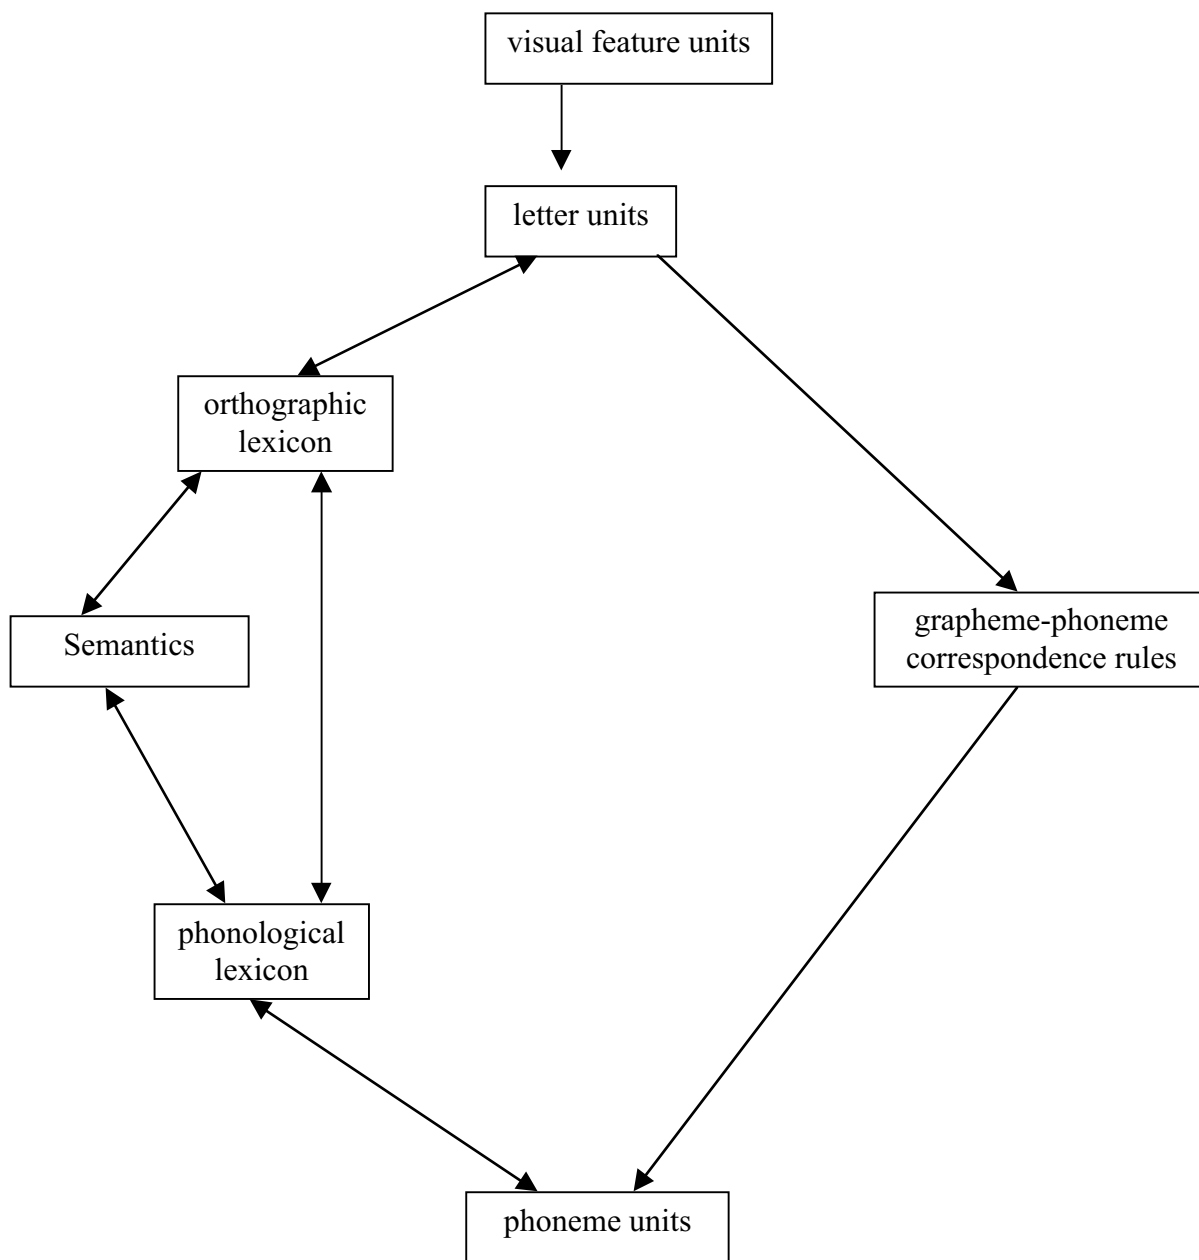 visual feature units
letter units
orthographic
lexicon
Semantics
grapheme-phoneme
correspondence rules
phonological
lexicon
phoneme units